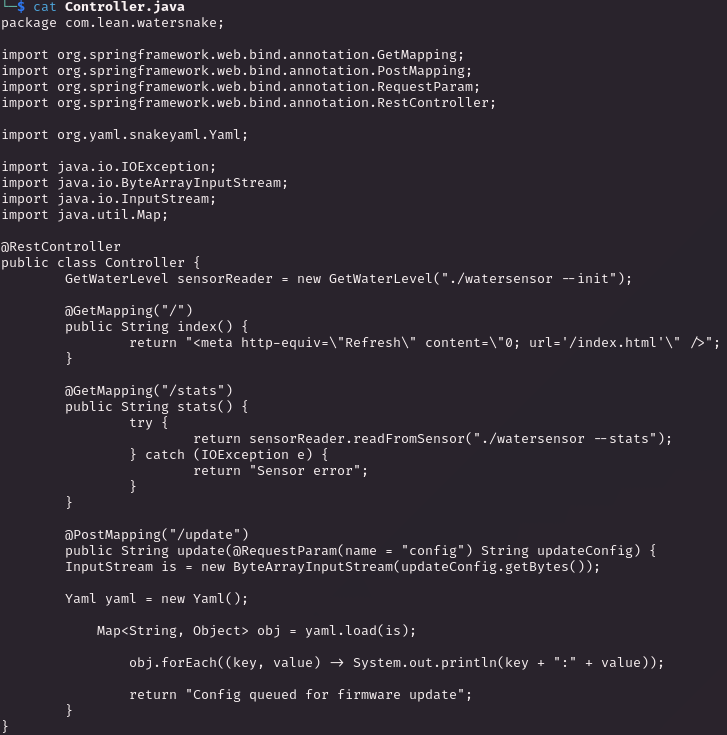 └─$ cat Controller.java
package com.lean.watersnake;

import org.springframework.web.bind.annotation.GetMapping;
import org.springframework.web.bind.annotation.PostMapping;
import org.springframework.web.bind.annotation.RequestParam;
import org.springframework.web.bind.annotation.RestController;

import org.yaml.snakeyaml.Yaml;

import java.io.IOException;
import java.io.ByteArrayInputStream;
import java.io.InputStream;
import java.util.Map;

@RestController
public class Controller {
        GetWaterLevel sensorReader = new GetWaterLevel("./watersensor --init");

        @GetMapping("/")
        public String index() {
                return "<meta http-equiv=\"Refresh\" content=\"0; url='/index.html'\" />";
        }

        @GetMapping("/stats")
        public String stats() {
                try {
                        return sensorReader.readFromSensor("./watersensor --stats");
                } catch (IOException e) {
                        return "Sensor error";
                }
        }

        @PostMapping("/update")
        public String update(@RequestParam(name = "config") String updateConfig) {
        InputStream is = new ByteArrayInputStream(updateConfig.getBytes());

        Yaml yaml = new Yaml();

            Map<String, Object> obj = yaml.load(is);

                obj.forEach((key, value) -> System.out.println(key + ":" + value));

                return "Config queued for firmware update";
        }
}